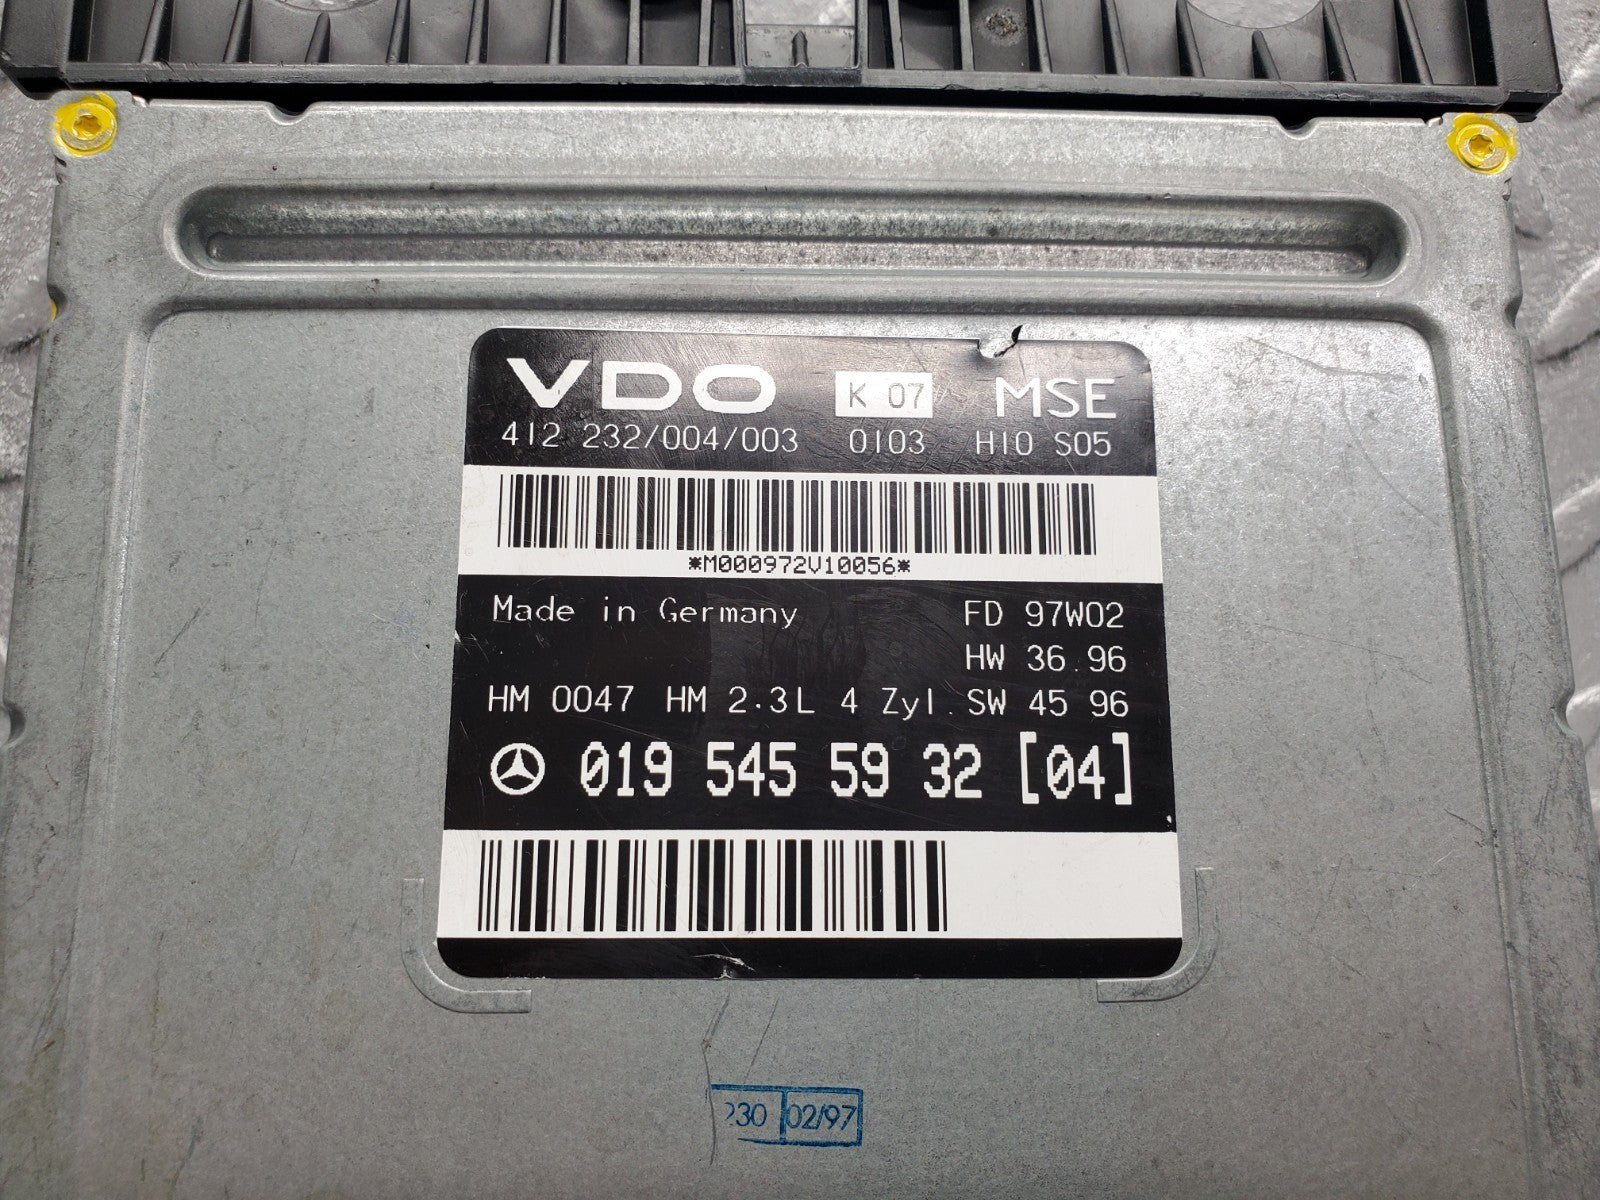 VDO K 07 MSE
412 232/004/003 0103 H10 S05
*M000972V10056*
Made in Germany FD 97W02
HW 36.96
HM 0047 HM 2.3L 4 Zyl. SW 45 96
019 545 59 32 [04]
230 02/97